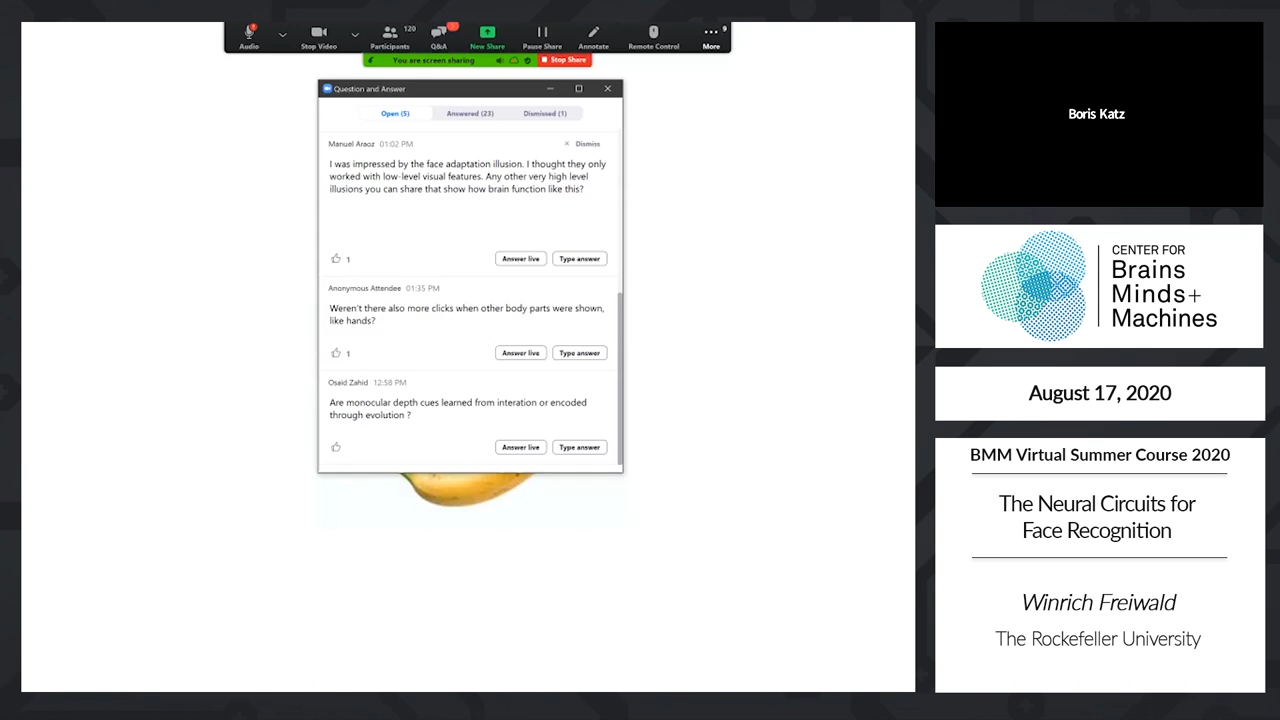 Audio
Stop Video
Participants
120
Q&A
New Share
Pause Share
Annotate
Remote Control
More
9
You are screen sharing
Stop Share
Question and Answer
Open (5)
Answered (23)
Dismissed (1)
Manuel Araoz 01:02 PM
Dismiss
I was impressed by the face adaptation illusion. I thought they only
worked with low-level visual features. Any other very high level
illusions you can share that show how brain function like this?
1
Answer live
Type answer
Anonymous Attendee 01:35 PM
Weren't there also more clicks when other body parts were shown,
like hands?
1
Answer live
Type answer
Osaid Zahid 12:58 PM
Are monocular depth cues learned from interation or encoded
through evolution ?
Answer live
Type answer
Boris Katz
CENTER FOR
Brains
Minds+
Machines
August 17, 2020
BMM Virtual Summer Course 2020
The Neural Circuits for
Face Recognition
Winrich Freiwald
The Rockefeller University